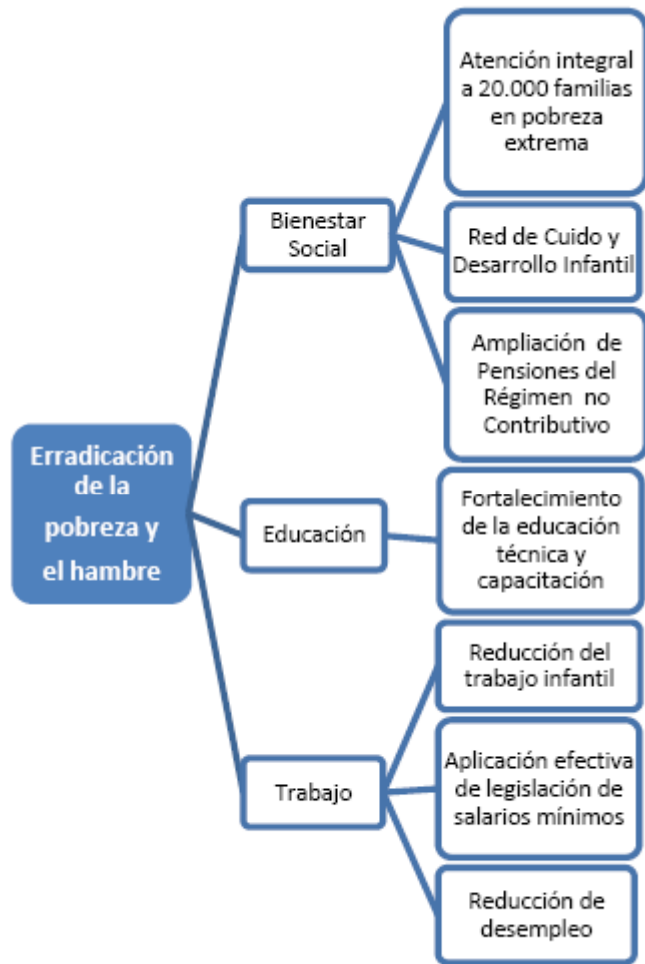 Erradicación
de la
pobreza y
el hambre
Bienestar
Social
Atención integral
a 20.000 familias
en pobreza
extrema
Red de Cuido y
Desarrollo Infantil
Ampliación de
Pensiones del
Régimen no
Contributivo
Educación
Fortalecimiento
de la educación
técnica y
capacitación
Trabajo
Reducción del
trabajo infantil
Aplicación efectiva
de legislación de
salarios mínimos
Reducción de
desempleo